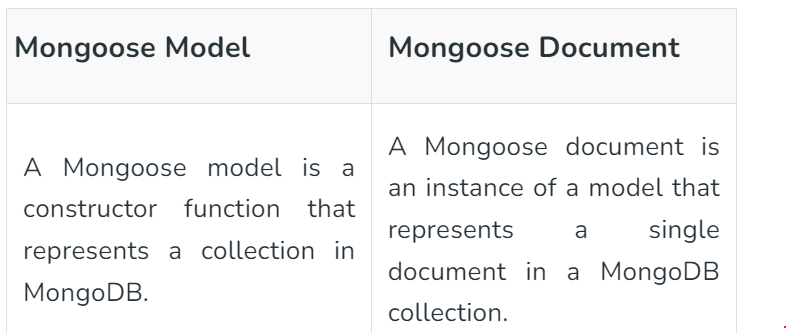 Mongoose Model
Mongoose Document
A Mongoose model is a
constructor function that
represents a collection in
MongoDB.
A Mongoose document is
an instance of a model that
represents a single
document in a MongoDB
collection.